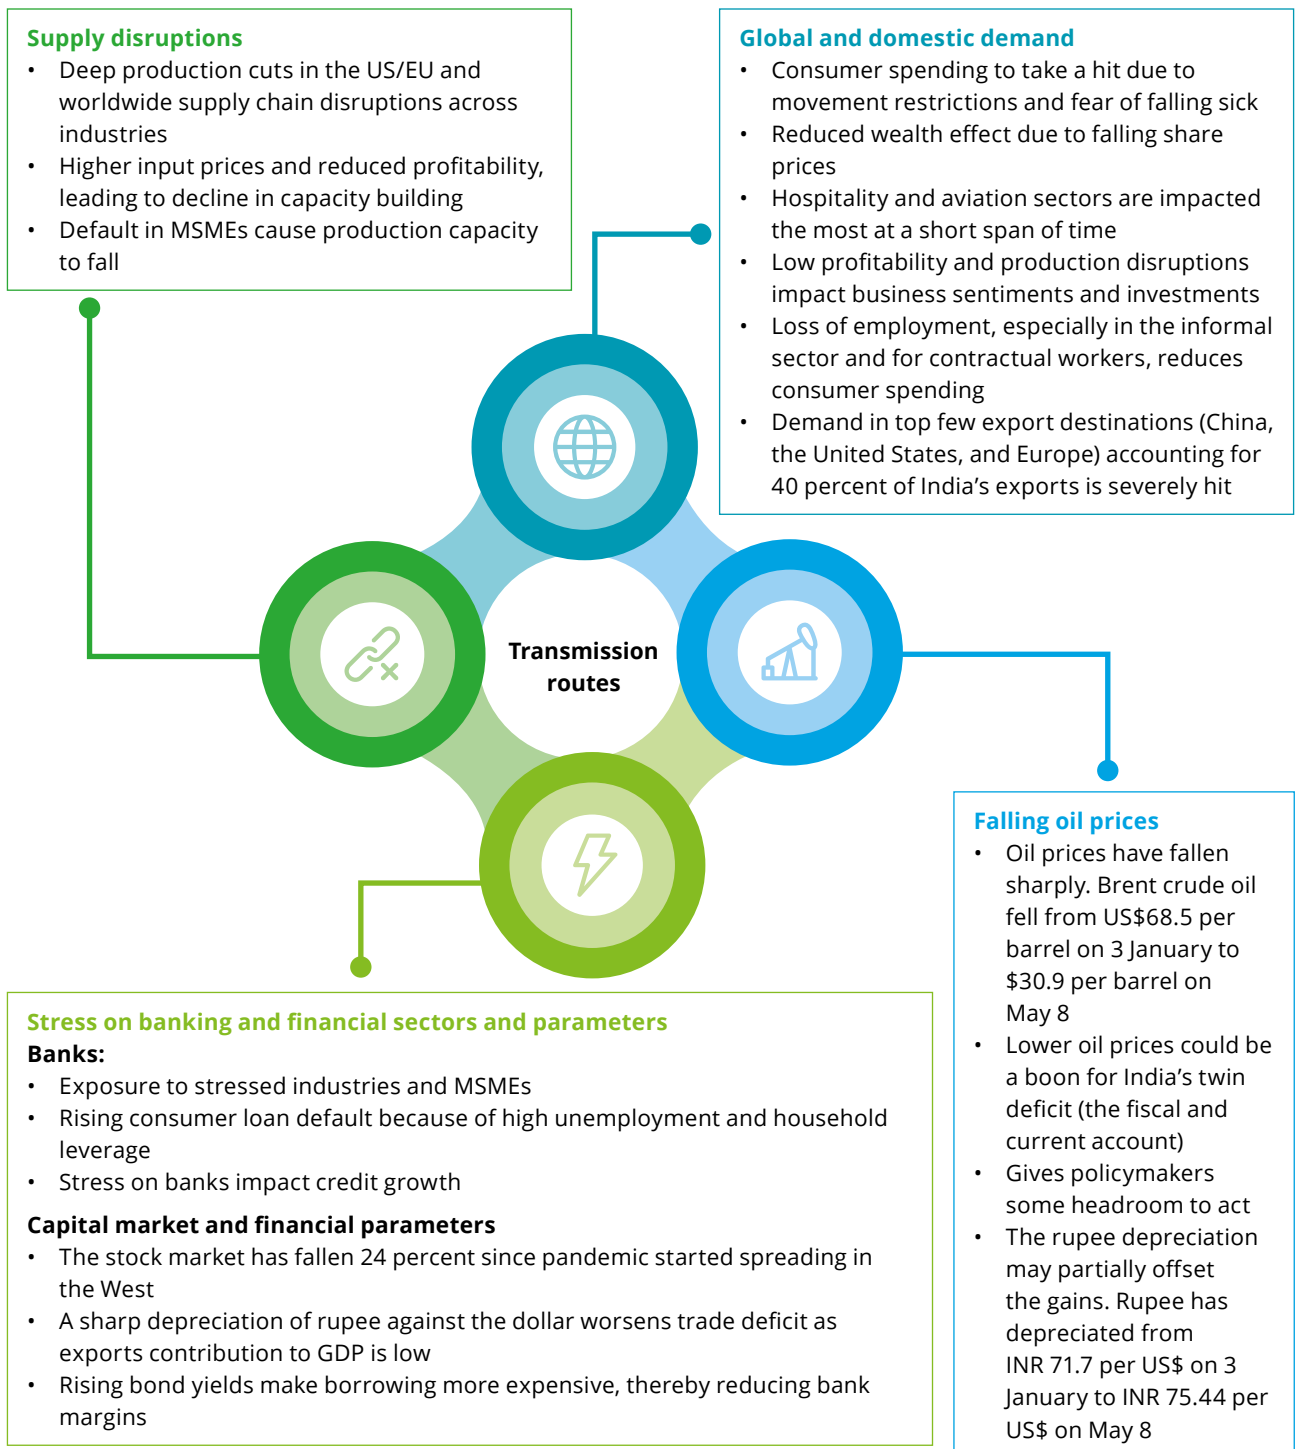 Supply disruptions
• Deep production cuts in the US/EU and
worldwide supply chain disruptions across
industries
• Higher input prices and reduced profitability,
leading to decline in capacity building
• Default in MSMEs cause production capacity
to fall
Global and domestic demand
• Consumer spending to take a hit due to
movement restrictions and fear of falling sick
• Reduced wealth effect due to falling share
prices
• Hospitality and aviation sectors are impacted
the most at a short span of time
• Low profitability and production disruptions
impact business sentiments and investments
• Loss of employment, especially in the informal
sector and for contractual workers, reduces
consumer spending
• Demand in top few export destinations (China,
the United States, and Europe) accounting for
40 percent of India’s exports is severely hit
Transmission
routes
Falling oil prices
• Oil prices have fallen
sharply. Brent crude oil
fell from US$68.5 per
barrel on 3 January to
$30.9 per barrel on
May 8
• Lower oil prices could be
a boon for India’s twin
deficit (the fiscal and
current account)
• Gives policymakers
some headroom to act
• The rupee depreciation
may partially offset
the gains. Rupee has
depreciated from
INR 71.7 per US$ on 3
January to INR 75.44 per
US$ on May 8
Stress on banking and financial sectors and parameters
Banks:
• Exposure to stressed industries and MSMEs
• Rising consumer loan default because of high unemployment and household
leverage
• Stress on banks impact credit growth
Capital market and financial parameters
• The stock market has fallen 24 percent since pandemic started spreading in
the West
• A sharp depreciation of rupee against the dollar worsens trade deficit as
exports contribution to GDP is low
• Rising bond yields make borrowing more expensive, thereby reducing bank
margins